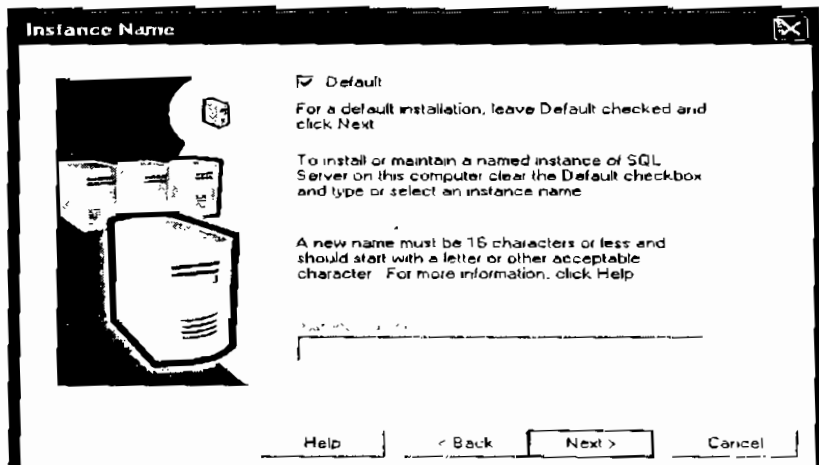 Instance Name
Default
For a default installation, leave Default checked and
click Next
To install or maintain a named instance of SQL
Server on this computer clear the Default checkbox
and type or select an instance name
A new name must be 16 characters or less and
should start with a letter or other acceptable
character For more information, click Help
Help
< Back
Next >
Cancel